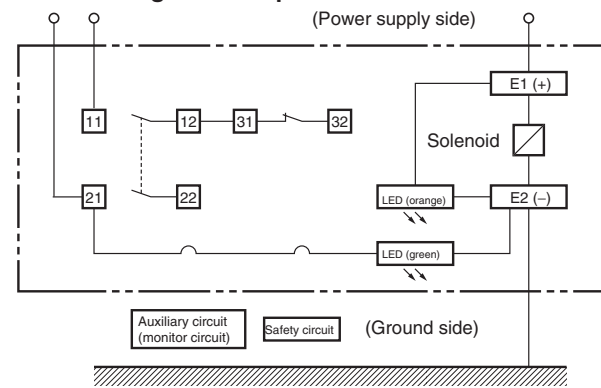 (Power supply side)
E1 (+)
11
12
31
32
Solenoid
21
22
LED (orange)
E2 (−)
LED (green)
Auxiliary circuit
(monitor circuit)
Safety circuit
(Ground side)